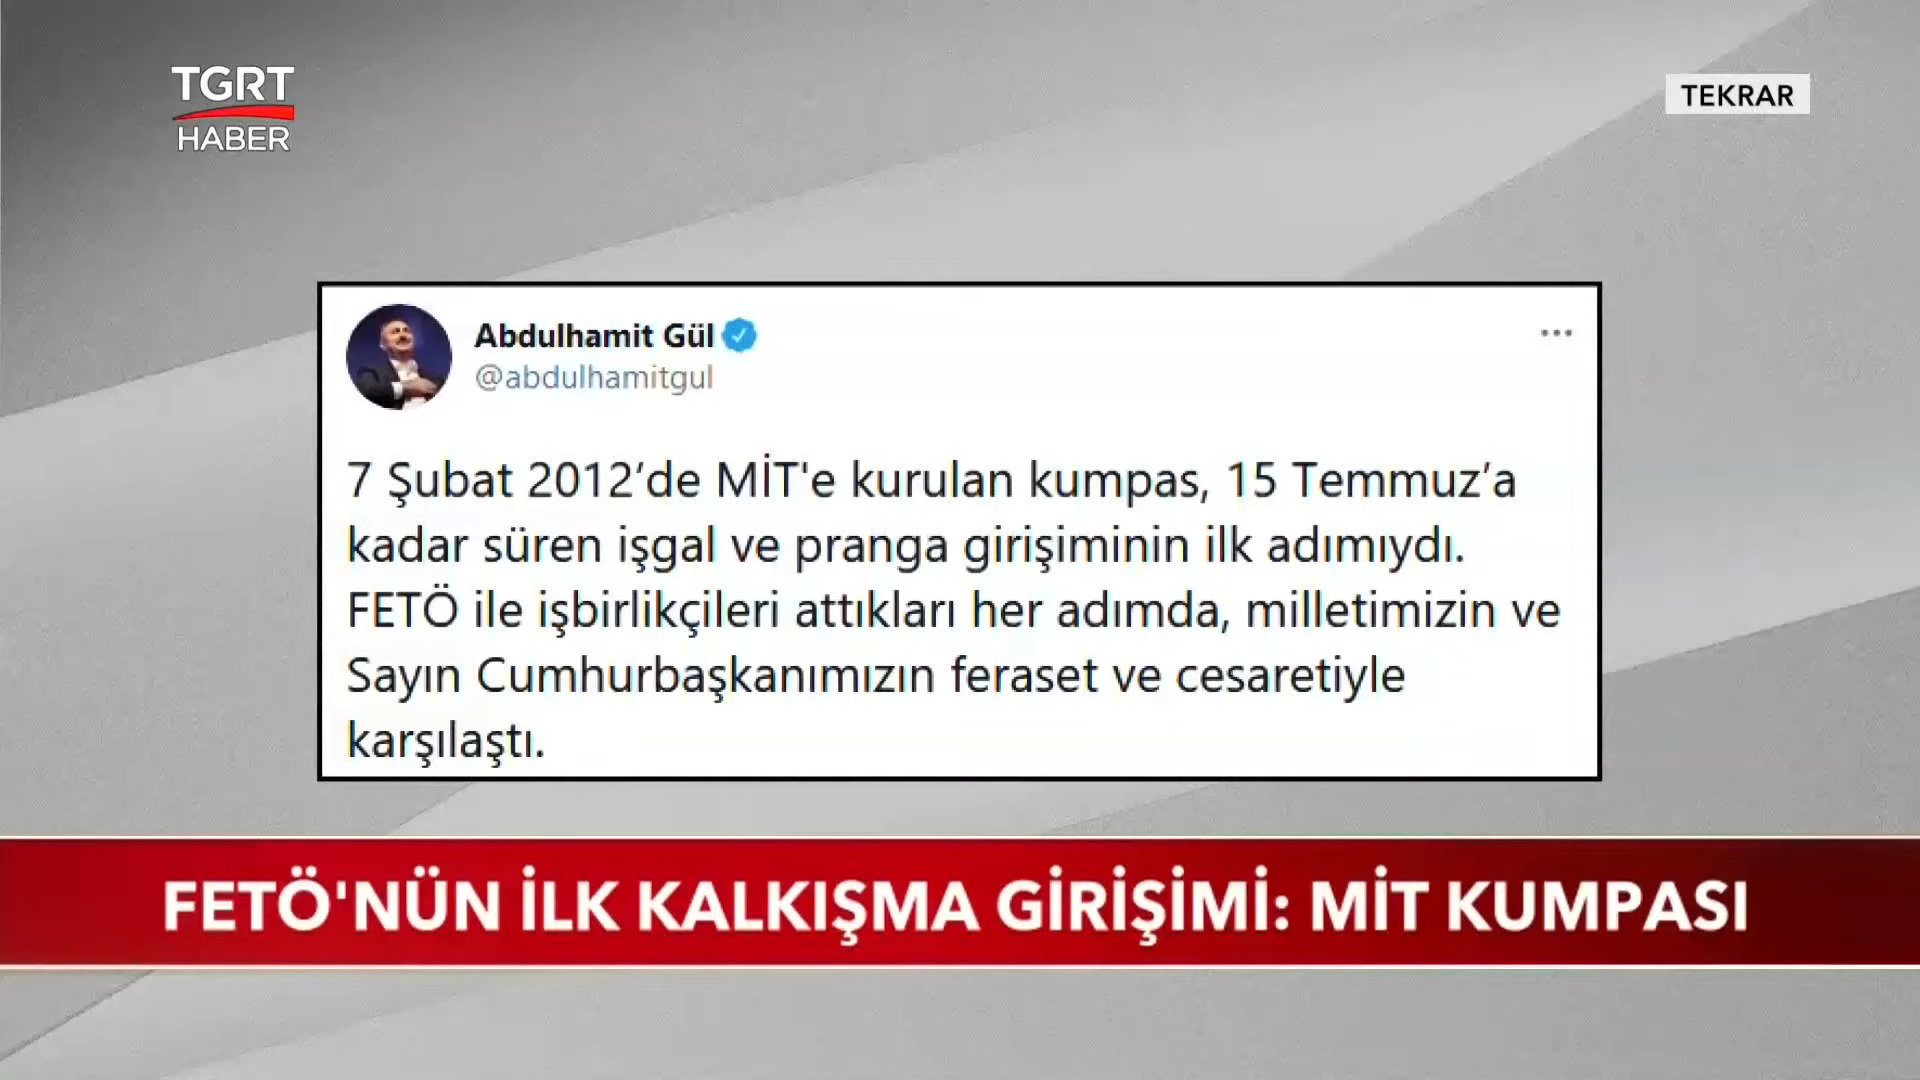 TGRT
HABER
TEKRAR
Abdulhamit Gül
@abdulhamitgul
7 Şubat 2012’de MİT'e kurulan kumpas, 15 Temmuz’a
kadar süren işgal ve pranga girişiminin ilk adımıydı.
FETÖ ile işbirlikçileri attıkları her adımda, milletimizin ve
Sayın Cumhurbaşkanımızın feraset ve cesaretiyle
karşılaştı.
FETÖ'NÜN İLK KALKIŞMA GİRİŞİMİ: MİT KUMPASI